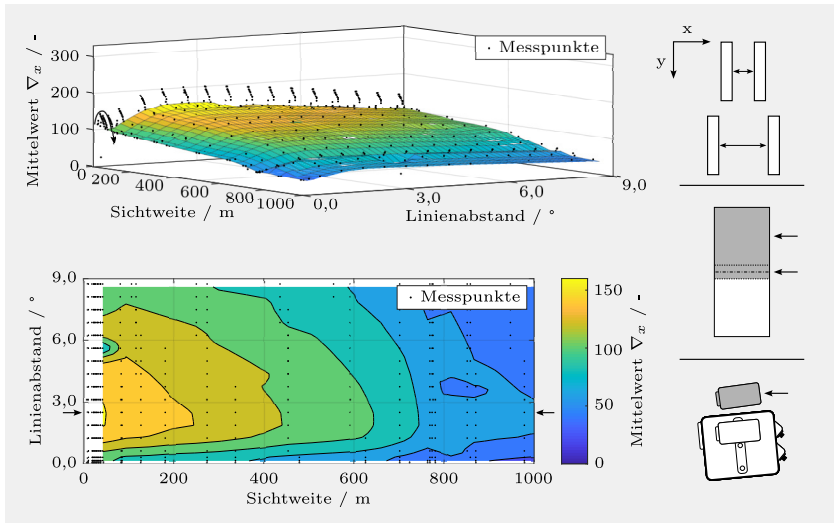 Mittelwert ∇x / -
300
200
100
0
0
200
400
600
800
1000
Sichtweite / m
0,0
3,0
6,0
9,0
Linienabstand / °
Messpunkte
x
y
Linienabstand / °
9,0
6,0
3,0
0,0
0
200
400
600
800
1000
Sichtweite / m
Messpunkte
150
100
50
0
Mittelwert ∇x / -